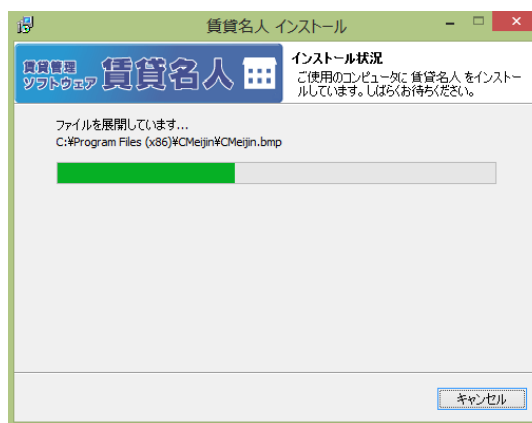 賃貸名人 インストール
賃貸管理
ソフトウェア 賃貸名人
インストール状況
ご使用のコンピュータに 賃貸名人 をインストー
ルしています。しばらくお待ちください。
ファイルを展開しています...
C:¥Program Files (x86)¥CMeijin¥CMeijin.bmp
キャンセル